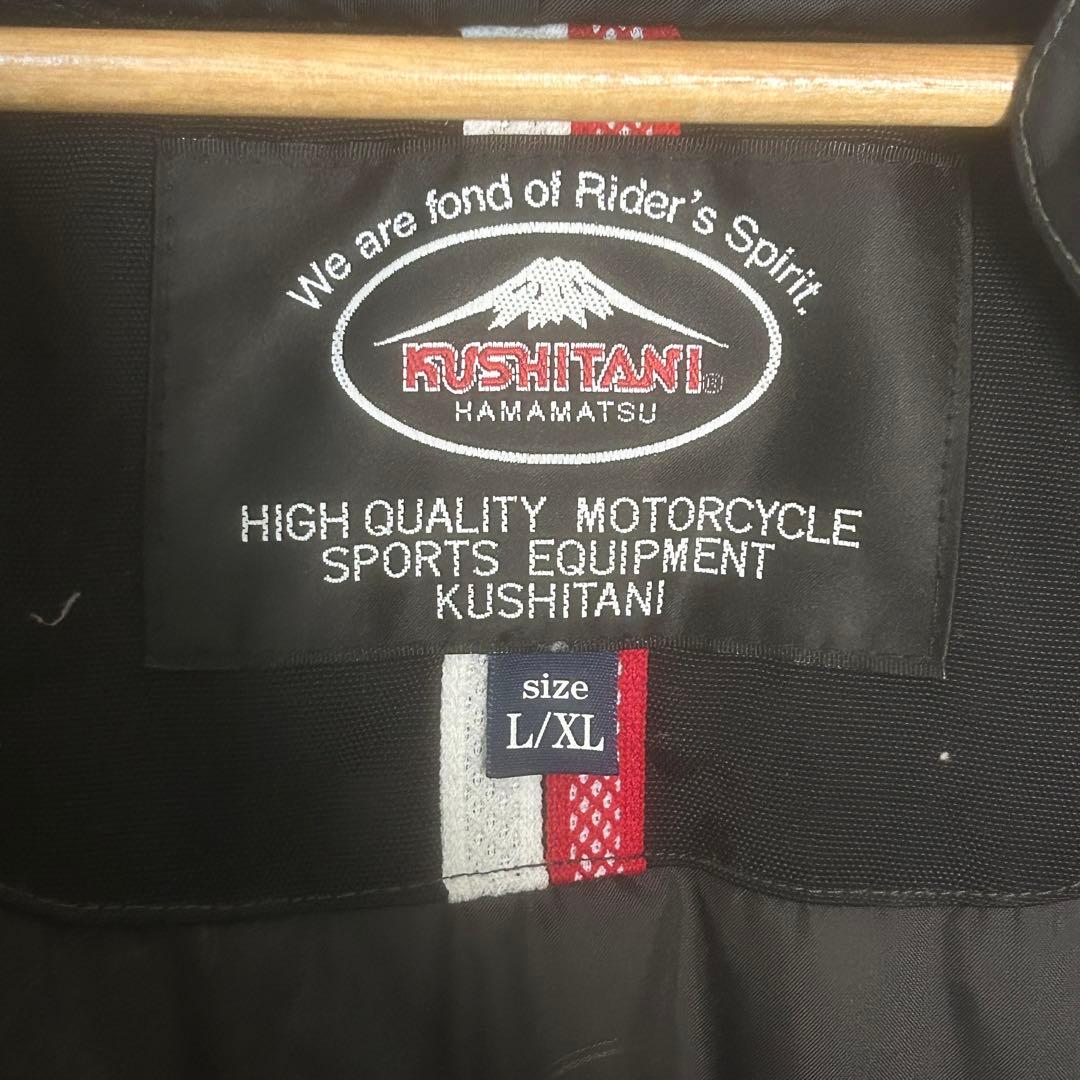 We are fond of Rider's Spirit.
KUSHITANI®
HAMAMATSU
HIGH QUALITY MOTORCYCLE
SPORTS EQUIPMENT
KUSHITANI
size
L/XL